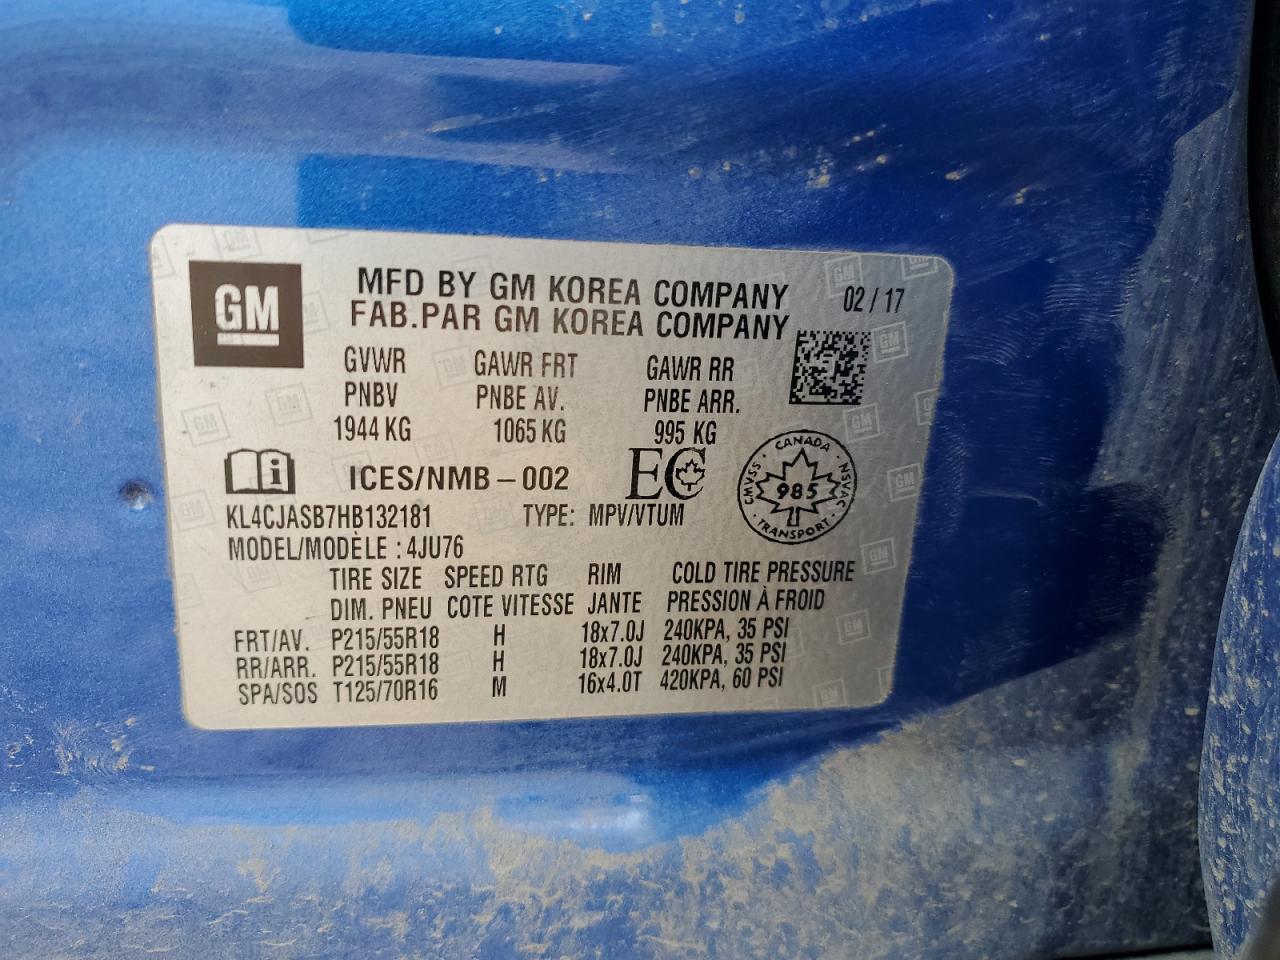 GM
MFD BY GM KOREA COMPANY 02 / 17
FAB.PAR GM KOREA COMPANY
GVWR GAWR FRT GAWR RR
PNBV PNBE AV. PNBE ARR.
1944 KG 1065 KG 995 KG
ICES/NMB - 002 EC
CANADA
CMVSS 985 NSVAC
TRANSPORT
KL4CJASB7HB132181 TYPE: MPV/VTUM
MODEL/MODÈLE : 4JU76
TIRE SIZE SPEED RTG RIM COLD TIRE PRESSURE
DIM. PNEU COTE VITESSE JANTE PRESSION À FROID
FRT/AV. P215/55R18 H 18x7.0J 240KPA, 35 PSI
RR/ARR. P215/55R18 H 18x7.0J 240KPA, 35 PSI
SPA/SOS T125/70R16 M 16x4.0T 420KPA, 60 PSI